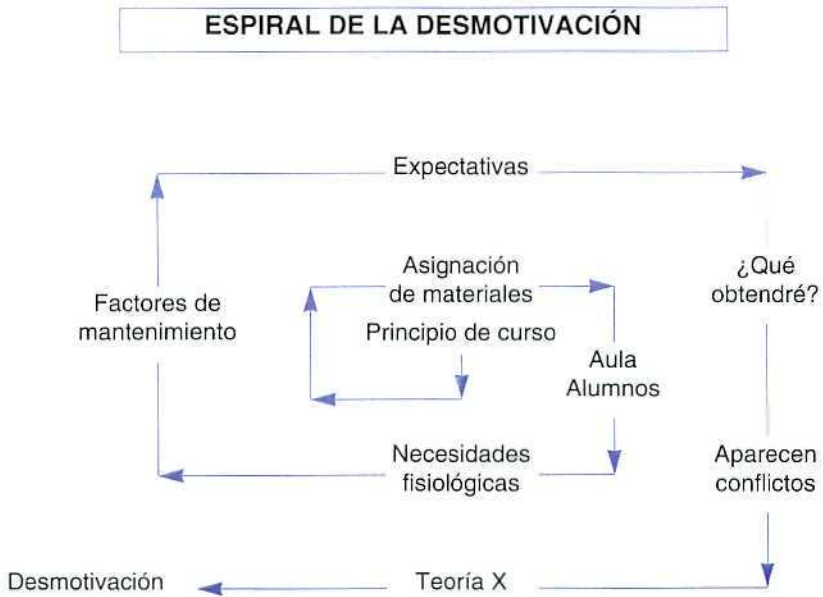 ESPIRAL DE LA DESMOTIVACIÓN
Expectativas
Asignación
de materiales
¿Qué
obtendré?
Factores de
mantenimiento
Principio de curso
Aula
Alumnos
Necesidades
fisiológicas
Aparecen
conflictos
Desmotivación
Teoría X